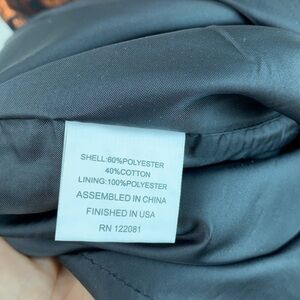 SHELL:60%POLYESTER
40%COTTON
LINING:100%POLYESTER
ASSEMBLED IN CHINA
FINISHED IN USA
RN 122081